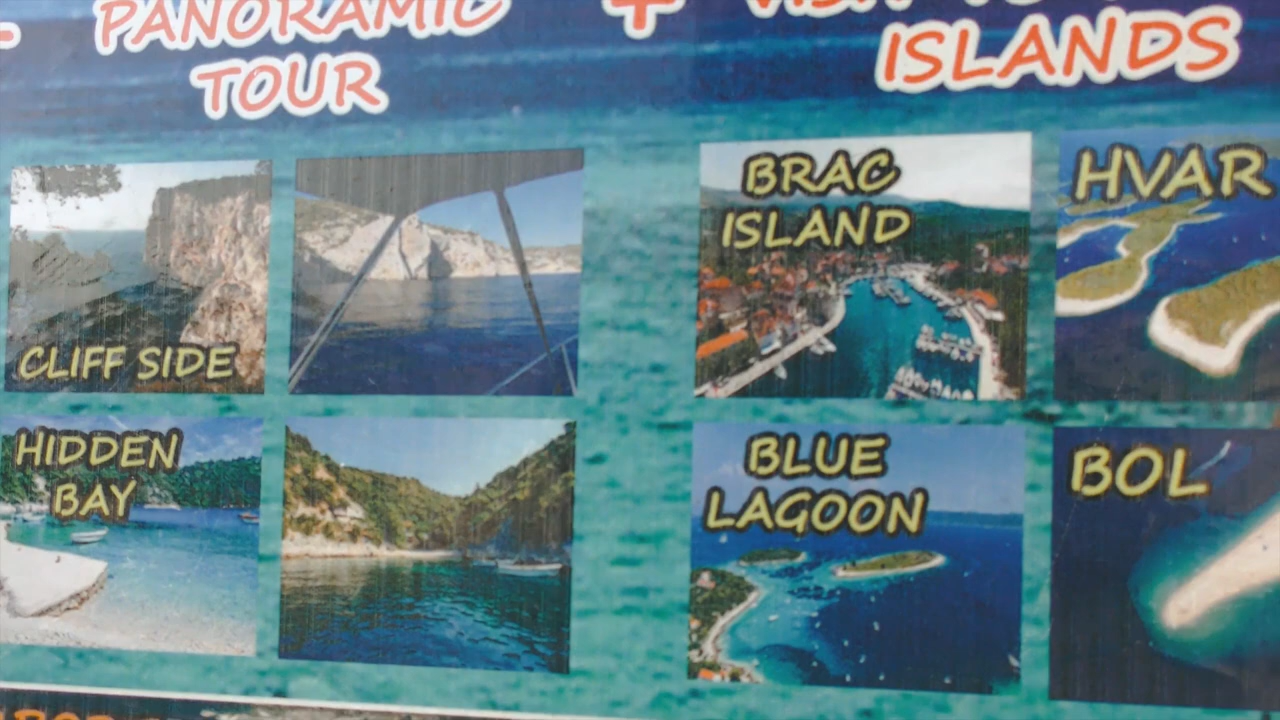 PANORAMIC
TOUR
+
ISLANDS
CLIFF SIDE
HIDDEN
BAY
BRAC
ISLAND
HVAR
BLUE
LAGOON
BOL